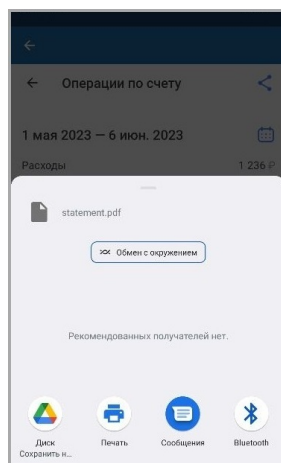 Операции по счету
1 мая 2023 — 6 июн. 2023
Расходы 1 236 ₽
statement.pdf
Обмен с окружением
Рекомендованных получателей нет.
Диск Печать Сообщения Bluetooth
Сохранить н...